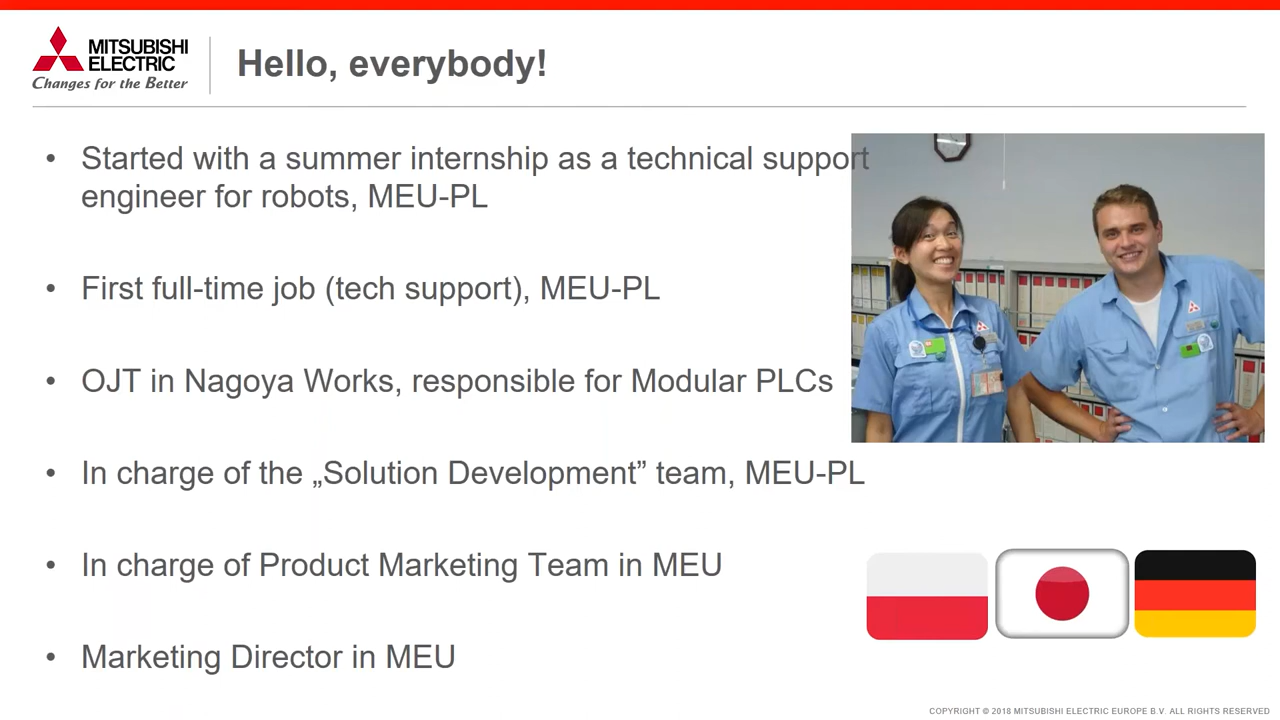 MITSUBISHI
ELECTRIC
Changes for the Better
Hello, everybody!
• Started with a summer internship as a technical support
engineer for robots, MEU-PL
• First full-time job (tech support), MEU-PL
• OJT in Nagoya Works, responsible for Modular PLCs
• In charge of the „Solution Development” team, MEU-PL
• In charge of Product Marketing Team in MEU
• Marketing Director in MEU
COPYRIGHT @ 2018 MITSUBISHI ELECTRIC EUROPE B.V. ALL RIGHTS RESERVED